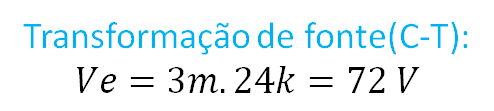 Transformação de fonte(C-T):
Ve = 3m. 24k = 72 V